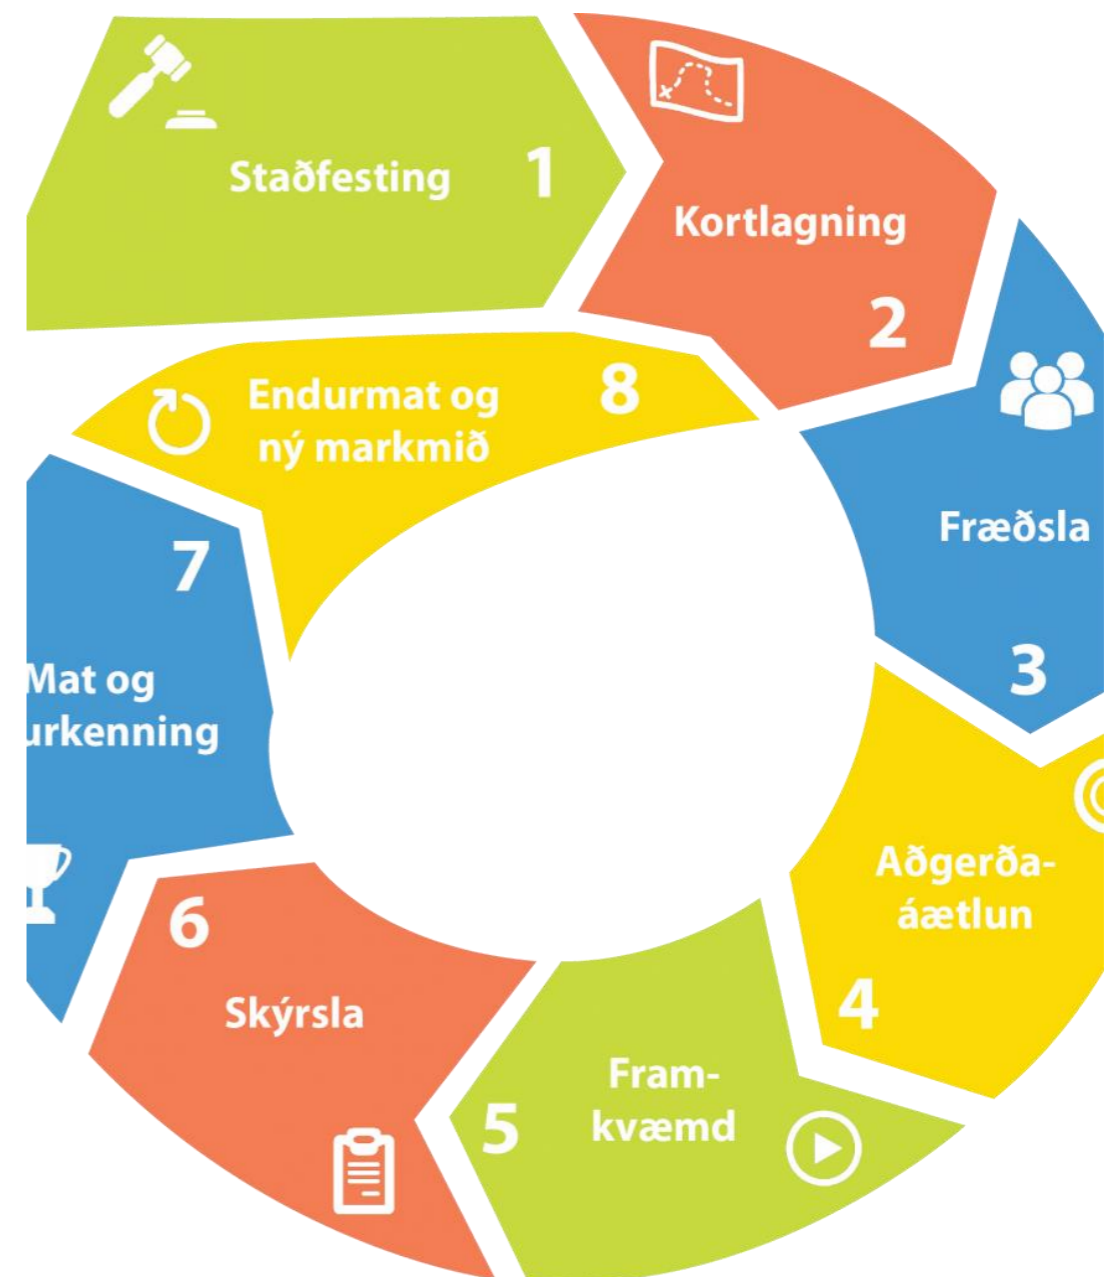 Staðfesting 1
Kortlagning
2
Fræðsla
3
Aðgerða-
áætlun
4
Fram-
kvæmd
5
6
Skýrsla
7
Mat og
urkenning
8
Endurmat og
ný markmið